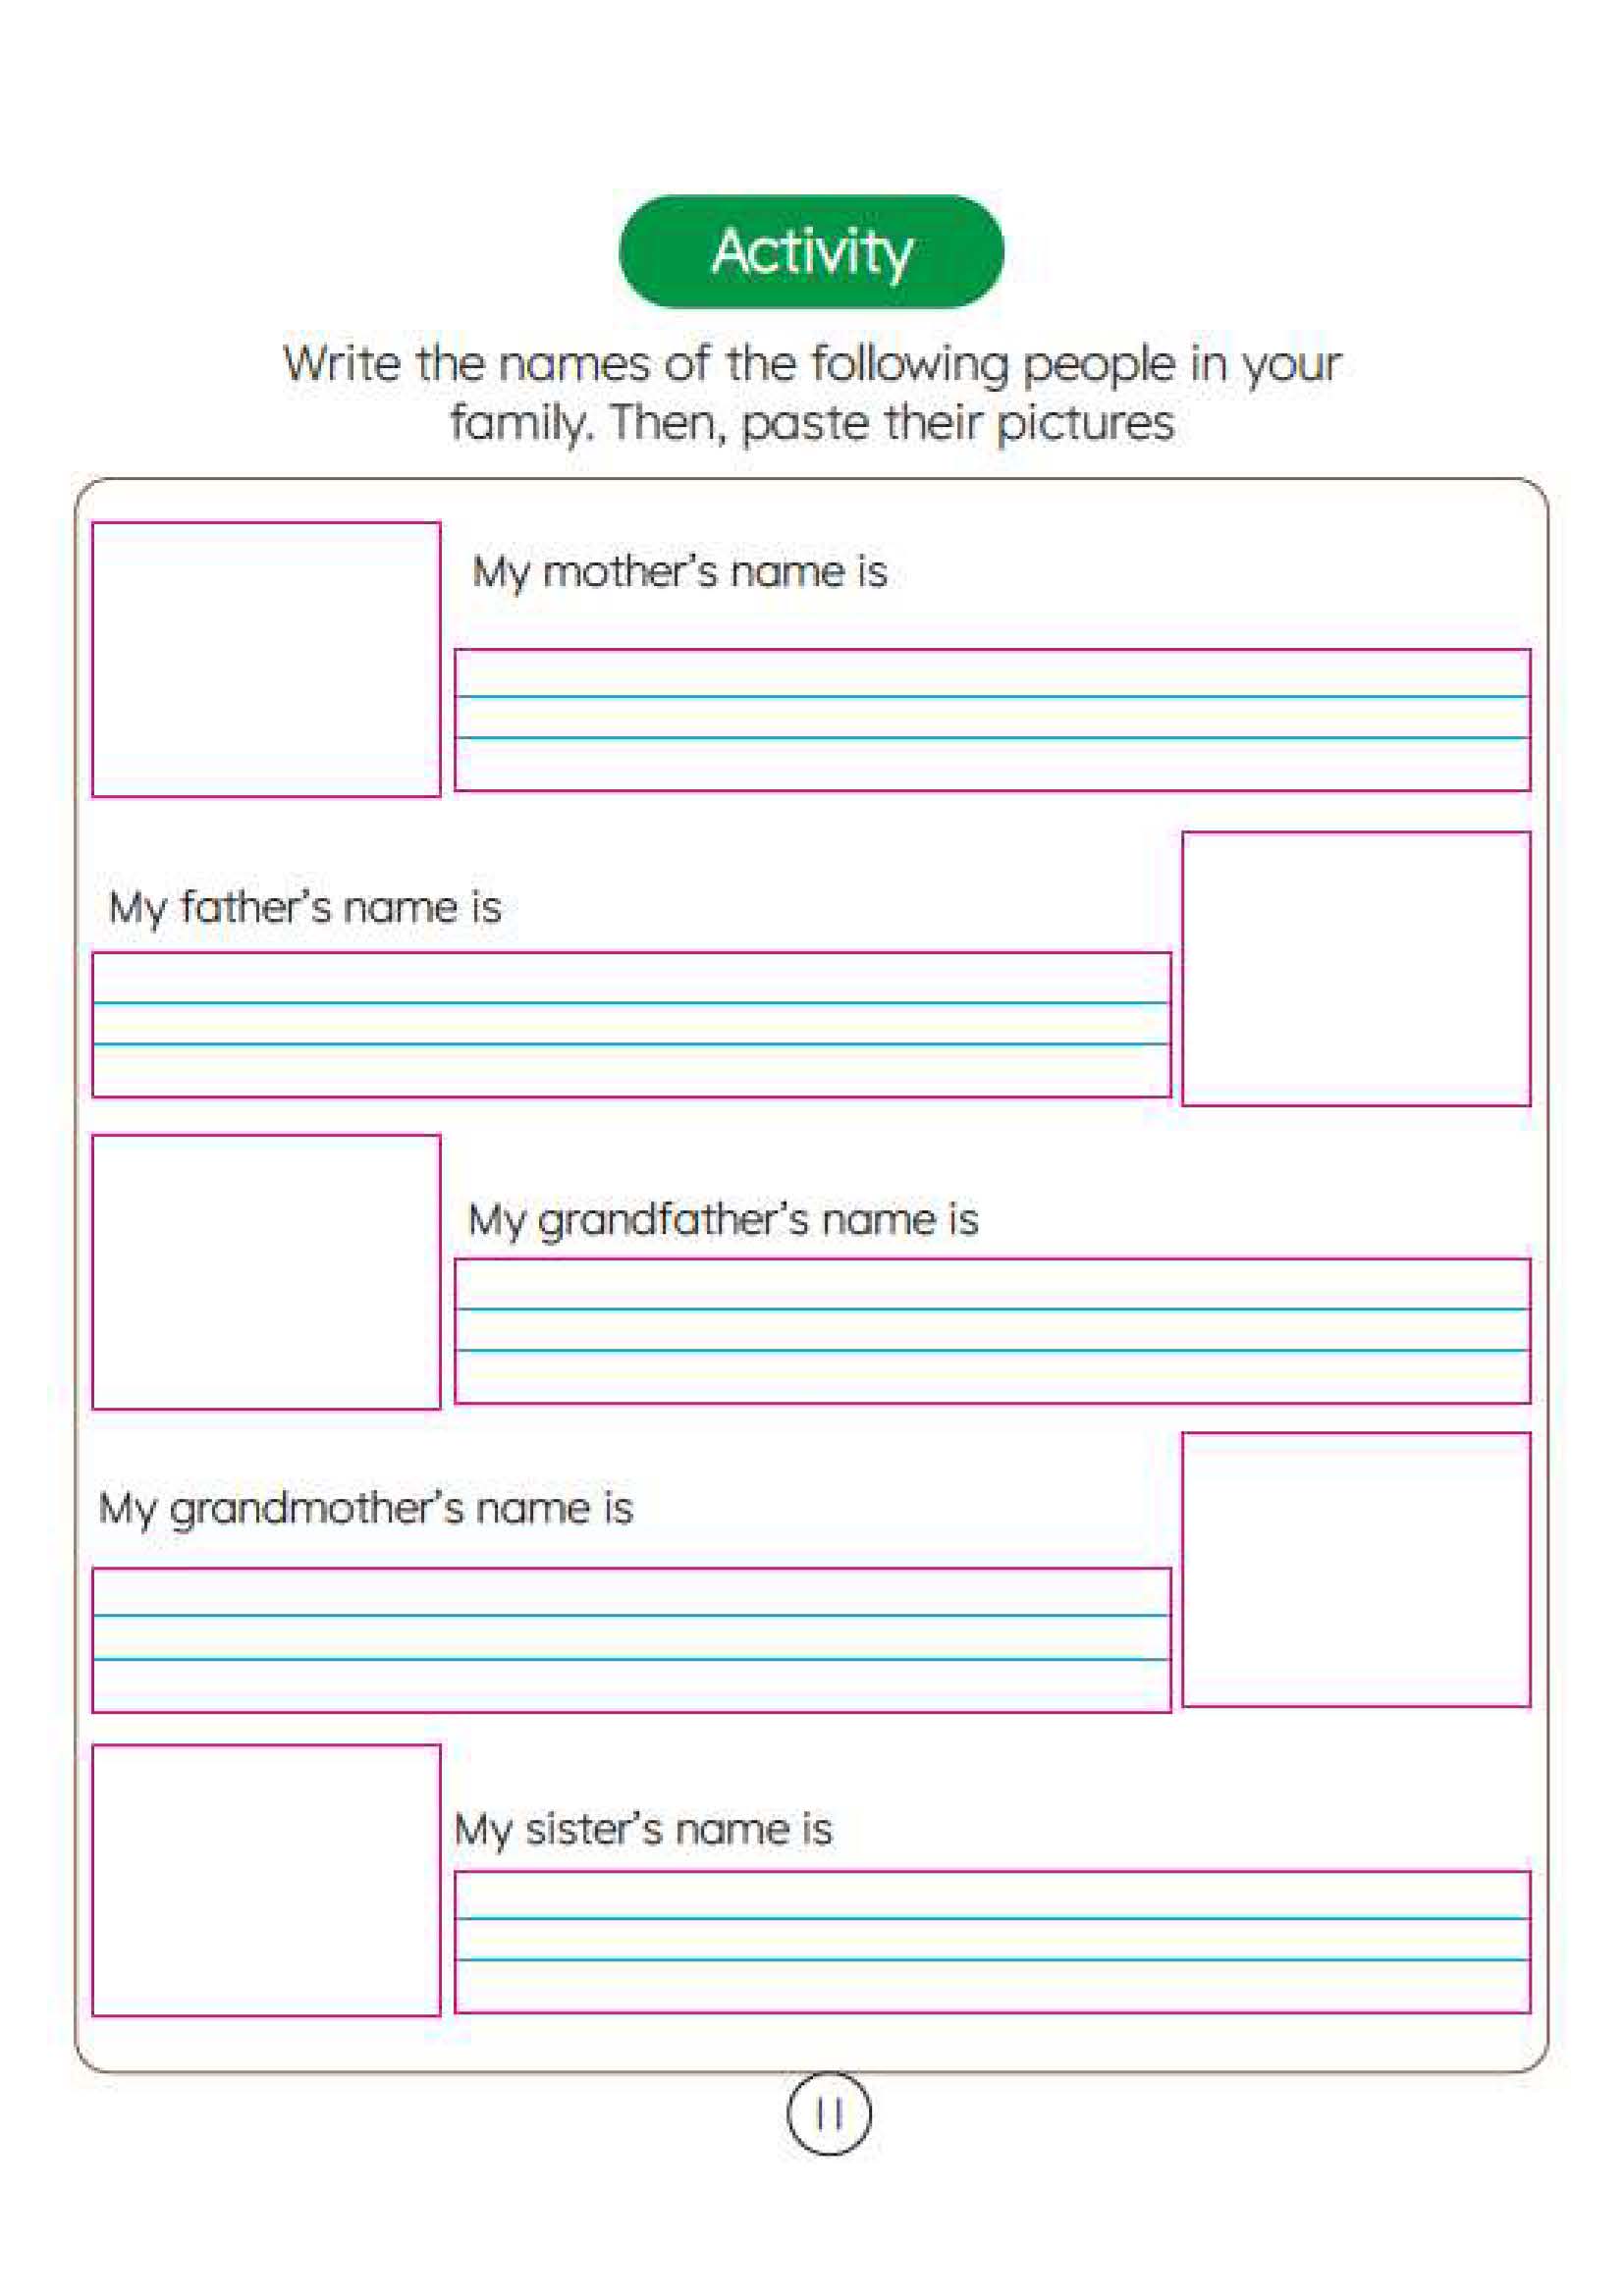 Activity
Write the names of the following people in your
family. Then, paste their pictures
My mother’s name is
My father’s name is
My grandfather’s name is
My grandmother’s name is
My sister’s name is
11